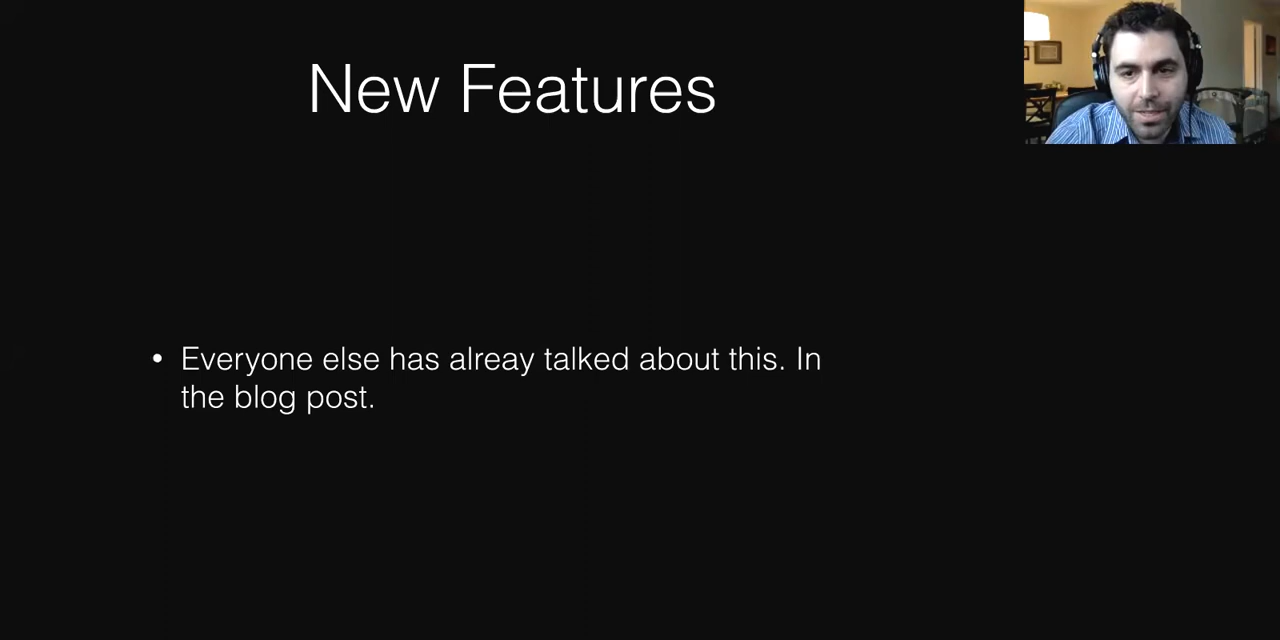 New Features
• Everyone else has alreay talked about this. In
the blog post.